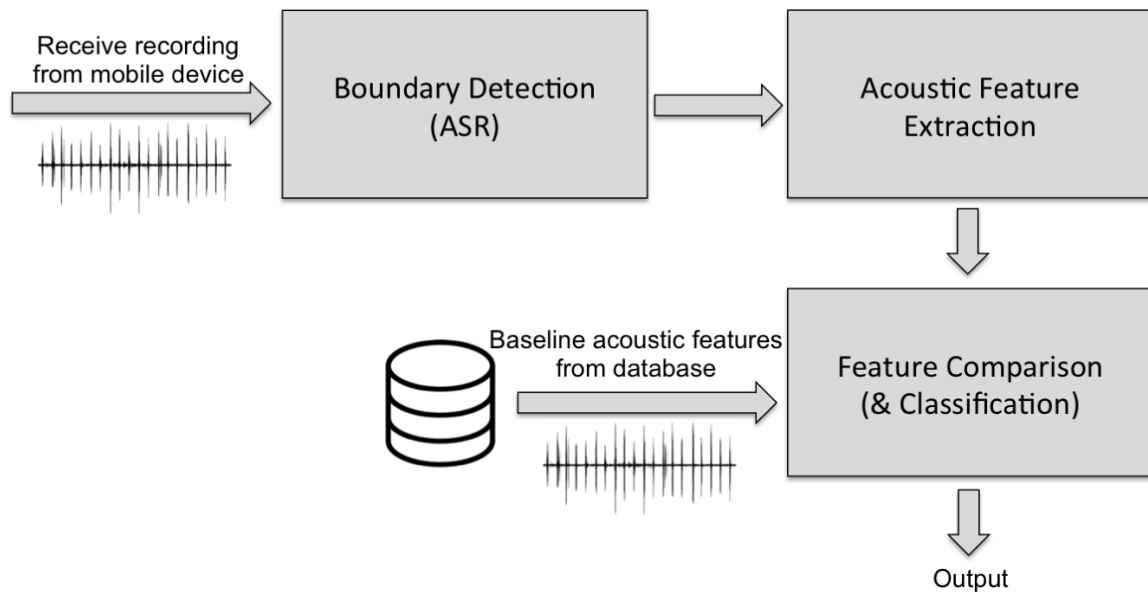 Receive recording
from mobile device
Boundary Detection
(ASR)
Acoustic Feature
Extraction
Baseline acoustic features
from database
Feature Comparison
(& Classification)
Output